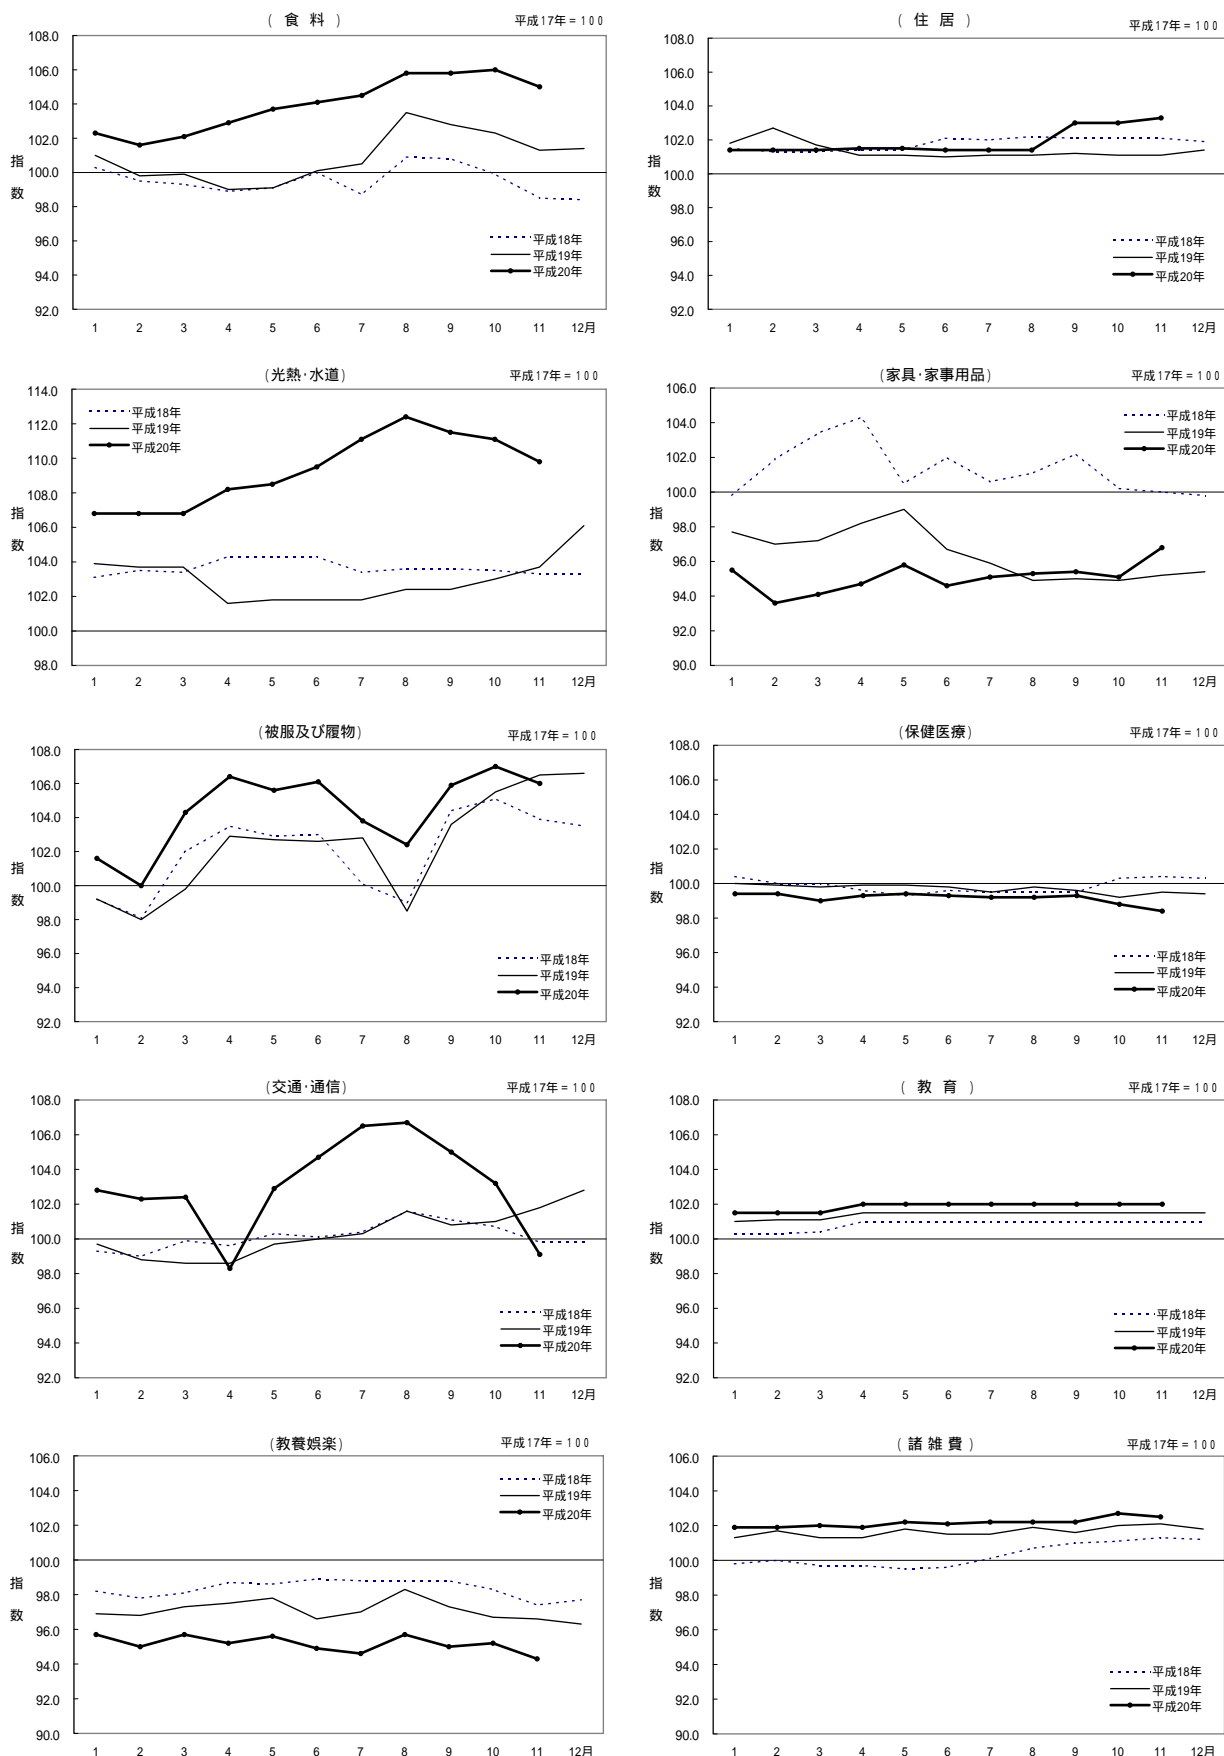 ( 食 料 )
平成17年=100
108.0
106.0
104.0
102.0
100.0
98.0
96.0
94.0
92.0
指
数
平成18年
平成19年
平成20年
1 2 3 4 5 6 7 8 9 10 11 12月
( 住 居 )
平成17年=100
108.0
106.0
104.0
102.0
100.0
98.0
96.0
94.0
92.0
指
数
平成18年
平成19年
平成20年
1 2 3 4 5 6 7 8 9 10 11 12月
(光熱・水道)
平成17年=100
114.0
112.0
110.0
108.0
106.0
104.0
102.0
100.0
98.0
指
数
平成18年
平成19年
平成20年
1 2 3 4 5 6 7 8 9 10 11 12月
(家具・家事用品)
平成17年=100
106.0
104.0
102.0
100.0
98.0
96.0
94.0
92.0
90.0
指
数
平成18年
平成19年
平成20年
1 2 3 4 5 6 7 8 9 10 11 12月
(被服及び履物)
平成17年=100
108.0
106.0
104.0
102.0
100.0
98.0
96.0
94.0
92.0
指
数
平成18年
平成19年
平成20年
1 2 3 4 5 6 7 8 9 10 11 12月
(保健医療)
平成17年=100
108.0
106.0
104.0
102.0
100.0
98.0
96.0
94.0
92.0
指
数
平成18年
平成19年
平成20年
1 2 3 4 5 6 7 8 9 10 11 12月
(交通・通信)
平成17年=100
108.0
106.0
104.0
102.0
100.0
98.0
96.0
94.0
92.0
指
数
平成18年
平成19年
平成20年
1 2 3 4 5 6 7 8 9 10 11 12月
( 教 育 )
平成17年=100
108.0
106.0
104.0
102.0
100.0
98.0
96.0
94.0
92.0
指
数
平成18年
平成19年
平成20年
1 2 3 4 5 6 7 8 9 10 11 12月
(教養娯楽)
平成17年=100
106.0
104.0
102.0
100.0
98.0
96.0
94.0
92.0
90.0
指
数
平成18年
平成19年
平成20年
1 2 3 4 5 6 7 8 9 10 11 12月
( 諸 雑 費 )
平成17年=100
106.0
104.0
102.0
100.0
98.0
96.0
94.0
92.0
90.0
指
数
平成18年
平成19年
平成20年
1 2 3 4 5 6 7 8 9 10 11 12月